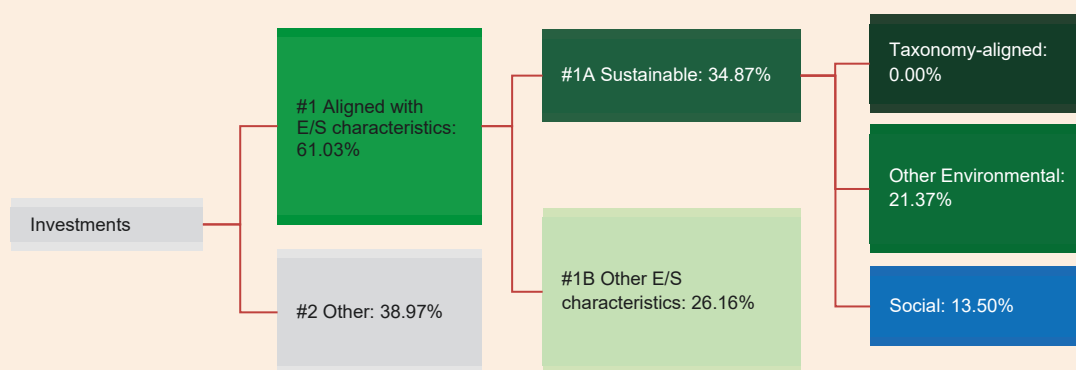 Investments
#1 Aligned with
E/S characteristics:
61.03%
#2 Other: 38.97%
#1A Sustainable: 34.87%
#1B Other E/S
characteristics: 26.16%
Taxonomy-aligned:
0.00%
Other Environmental:
21.37%
Social: 13.50%